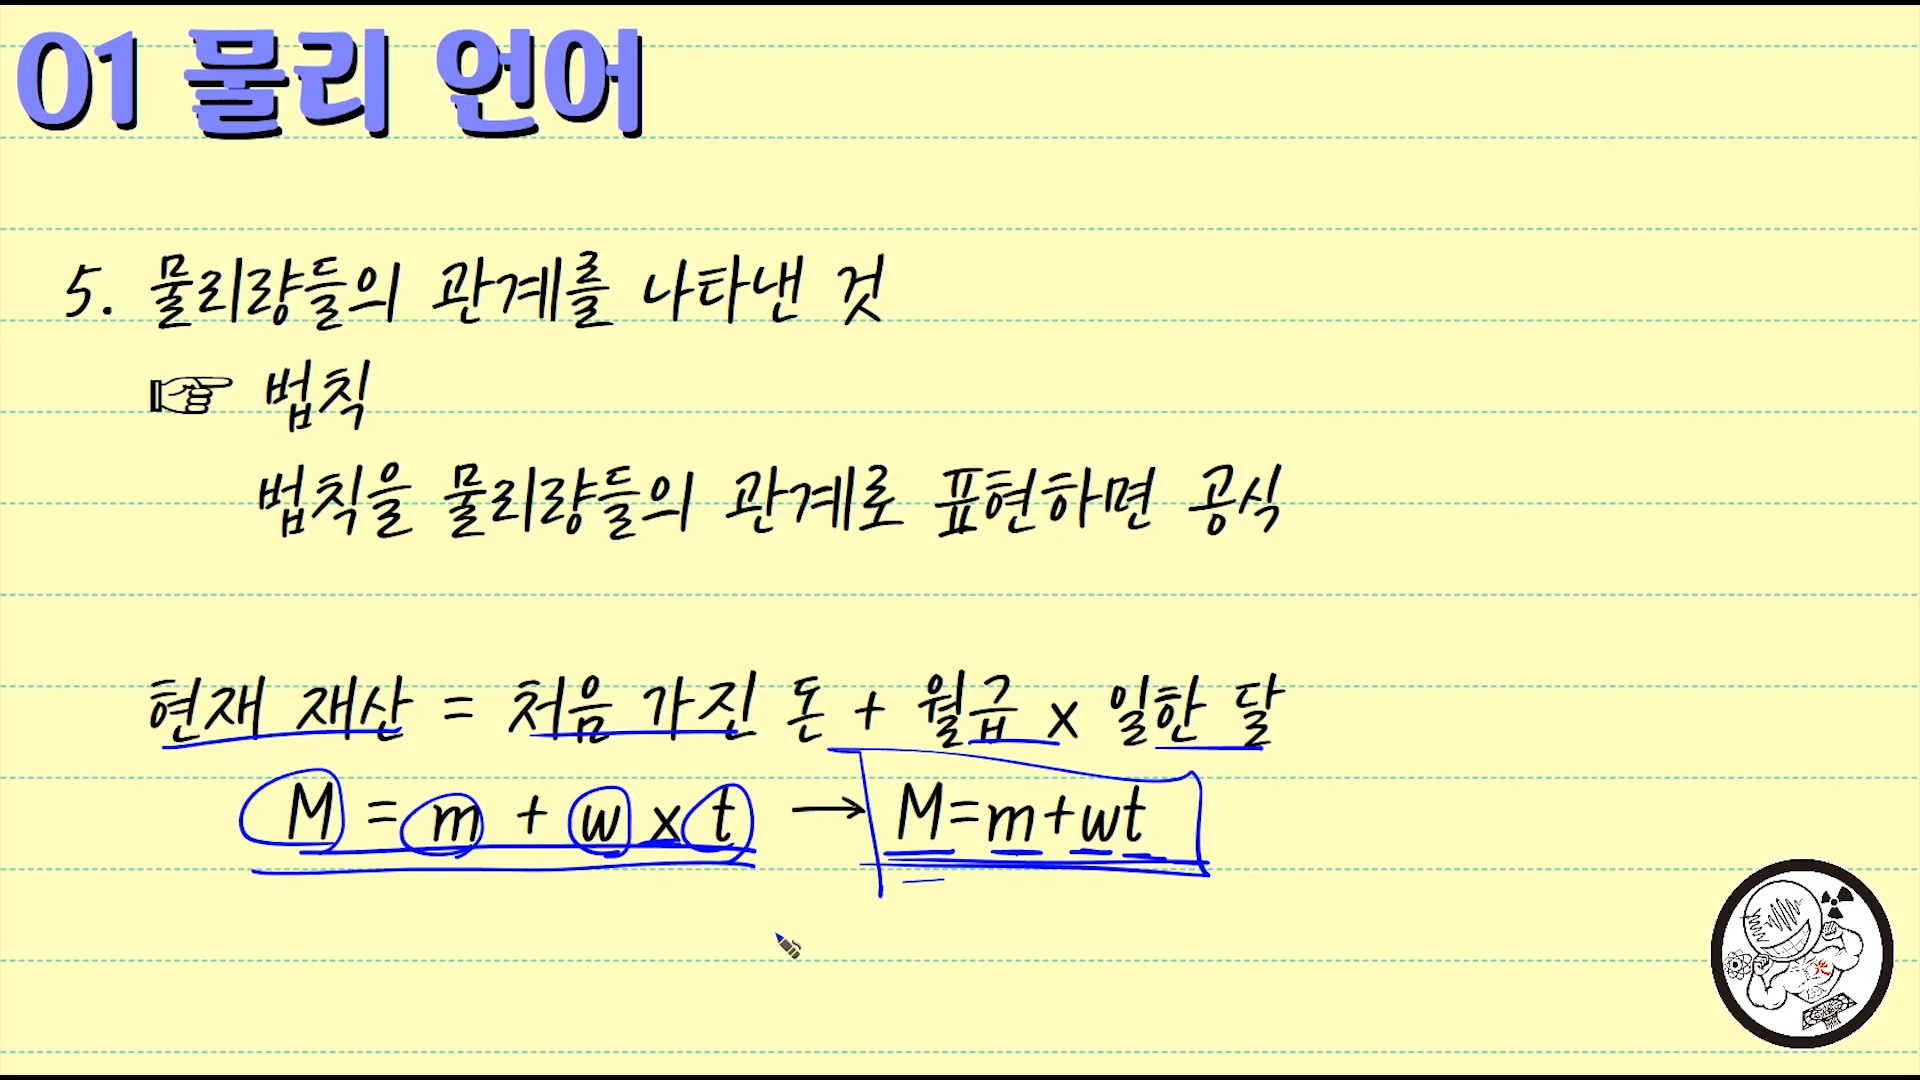 01 물리 언어
5. 물리량들의 관계를 나타낸 것
☞ 법칙
법칙을 물리량들의 관계로 표현하면 공식
현재 재산 = 처음 가진 돈 + 월급 x 일한 달
M = m + w x t → M=m+wt